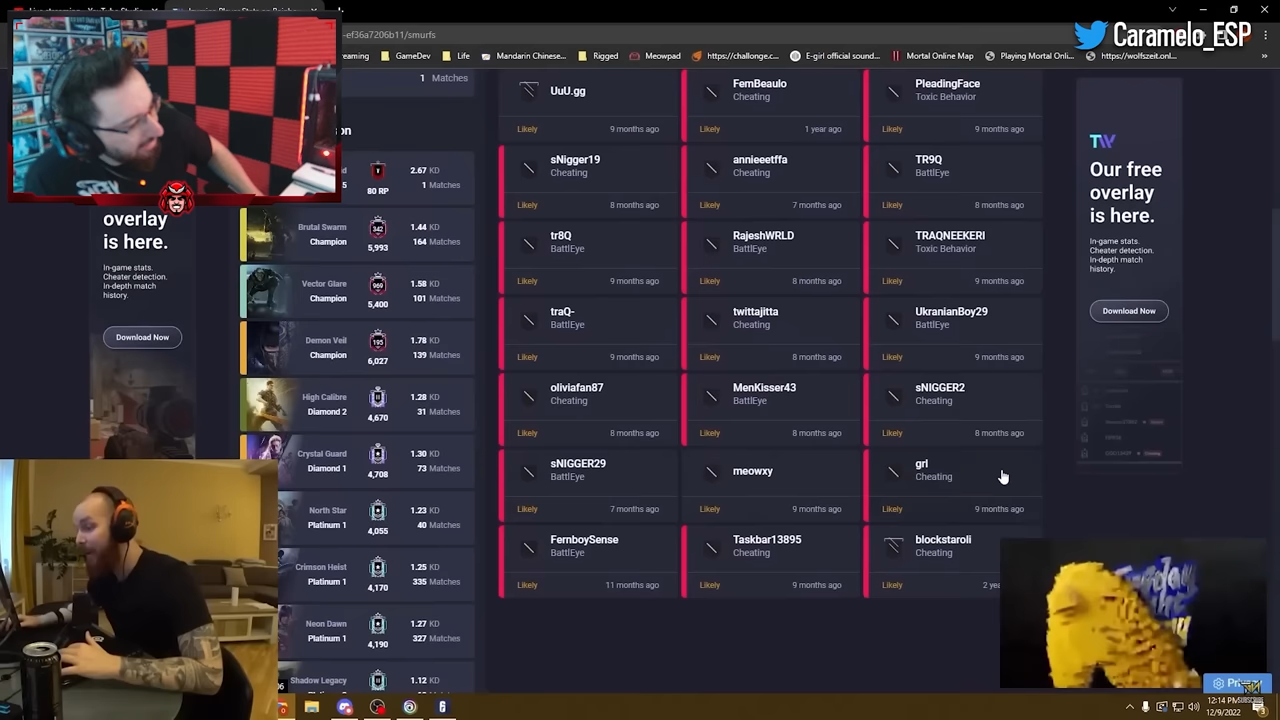 Caramelo_ESP
-ef36a7206b11/smurfs
GameDev
Life
Mandarin Chinese
Rigged
Meowpad
E-girl official sound...
Playing Mortal Onli...
https://wolfszeit.on...
»
1 Matches
overlay
is here.
In-game stats.
Cheater detection.
In-depth match
history.
Download Now
2.67 KD
1 Matches
80 RP
Brutal Swarm
Champion
342
5,993
1.44 KD
164 Matches
Vector Glare
Champion
969
5,400
1.58 KD
101 Matches
Demon Veil
Champion
195
6,027
1.78 KD
139 Matches
High Calibre
Diamond 2
4,670
1.28 KD
31 Matches
Crystal Guard
Diamond 1
4,708
1.30 KD
73 Matches
North Star
Platinum 1
4,055
1.23 KD
40 Matches
Crimson Heist
Platinum 1
4,170
1.25 KD
335 Matches
Neon Dawn
Platinum 1
4,190
1.27 KD
327 Matches
Shadow Legacy
1.12 KD
UuU.gg
Likely 9 months ago
FemBeaulo
Cheating
Likely 1 year ago
PleadingFace
Toxic Behavior
Likely 9 months ago
sNigger19
Cheating
Likely 8 months ago
annieeetffa
Cheating
Likely 7 months ago
TR9Q
BattlEye
Likely 8 months ago
tr8Q
BattlEye
Likely 9 months ago
RajeshWRLD
BattlEye
Likely 8 months ago
TRAQNEEKERI
Toxic Behavior
Likely 9 months ago
traQ-
BattlEye
Likely 9 months ago
twittajitta
Cheating
Likely 8 months ago
UkranianBoy29
BattlEye
Likely 9 months ago
oliviafan87
Cheating
Likely 8 months ago
MenKisser43
BattlEye
Likely 8 months ago
sNIGGER2
Cheating
Likely 8 months ago
sNIGGER29
BattlEye
Likely 7 months ago
meowxy
Likely 9 months ago
grl
Cheating
Likely 9 months ago
FemboySense
BattlEye
Likely 11 months ago
Taskbar13895
Cheating
Likely 9 months ago
blockstaroli
Cheating
Likely 2 yea
Our free
overlay
is here.
In-game stats.
Cheater detection.
In-depth match
history.
Download Now
12:14 PM